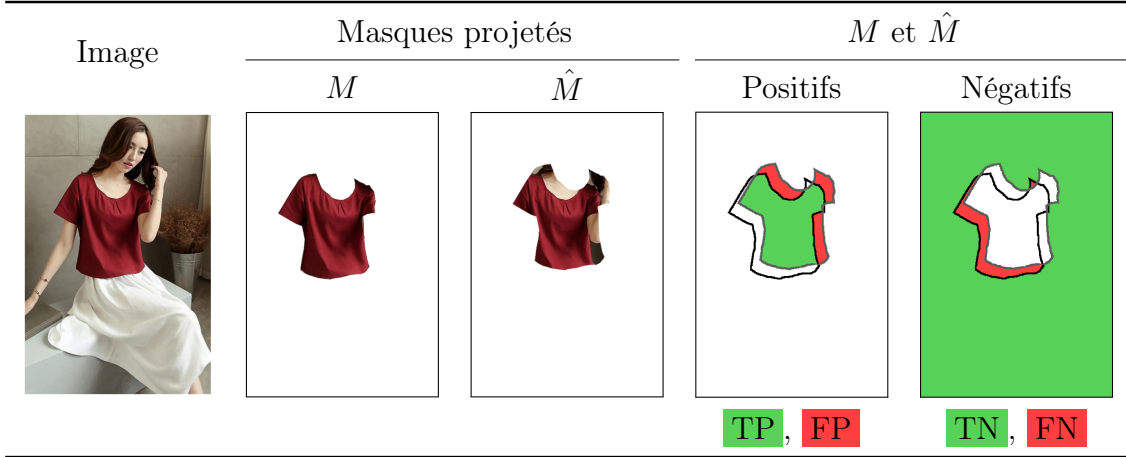 Image
Masques projetés
M et M̂
M
M̂
Positifs
Négatifs
TP, FP
TN, FN